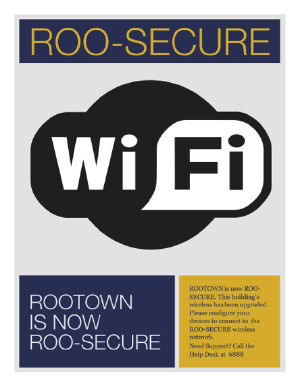 ROO-SECURE
Wi Fi
ROOTOWN
IS NOW
ROO-SECURE
ROOTOWN is now ROO-
SECURE. This building's
wireless has been upgraded.
Please configure your
devices to connect to the
ROO-SECURE wireless
network.
Need Support? Call the
Help Desk at 6888